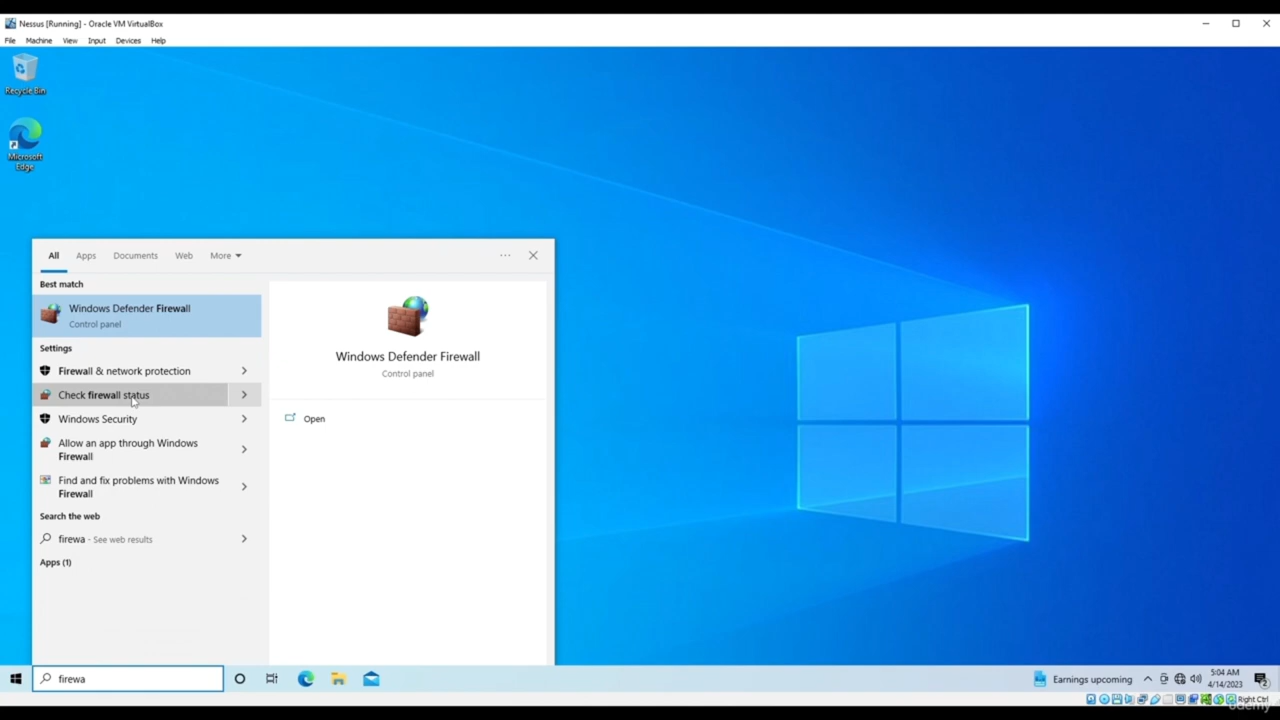 Nessus [Running] - Oracle VM VirtualBox
File Machine View Input Devices Help
Recycle Bin
Microsoft
Edge
All Apps Documents Web More
Best match
Windows Defender Firewall
Control panel
Settings
Firewall & network protection
Check firewall status
Windows Security
Allow an app through Windows
Firewall
Find and fix problems with Windows
Firewall
Search the web
firewa - See web results
Apps (1)
Windows Defender Firewall
Control panel
Open
firewa
Earnings upcoming
5:04 AM
4/14/2023
2
Right Ctrl
udemy